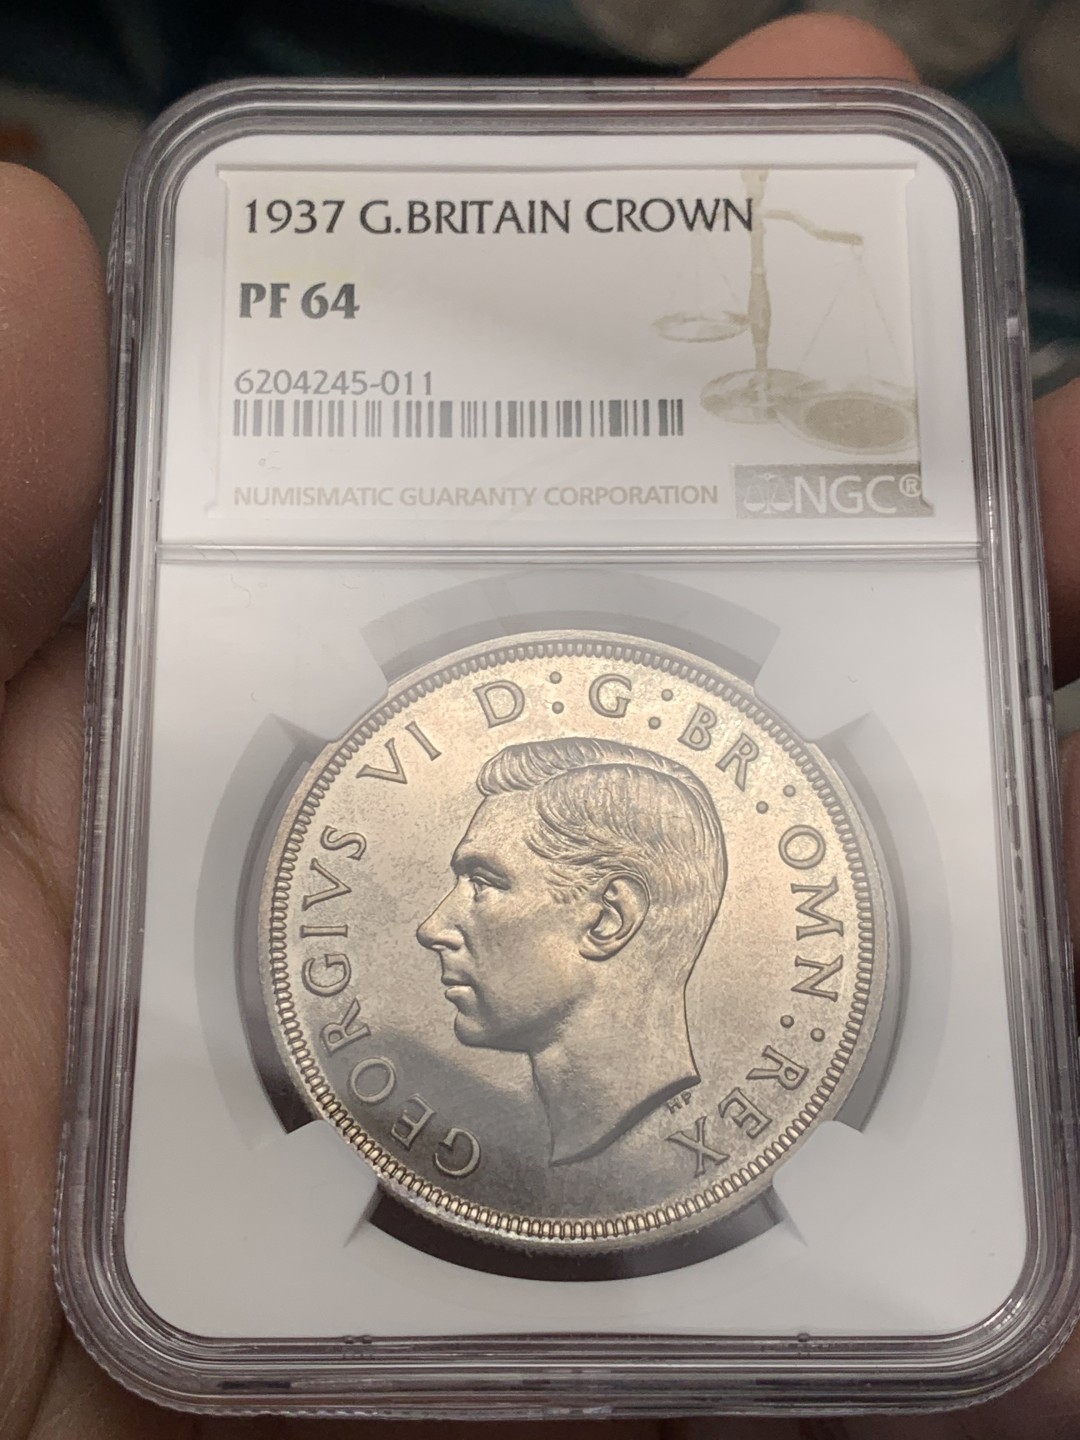 1937 G.BRITAIN CROWN
PF 64
6204245-011
NUMISMATIC GUARANTY CORPORATION
NGC®
GEORGIVS VI D:G:BR:OMN:REX
HP